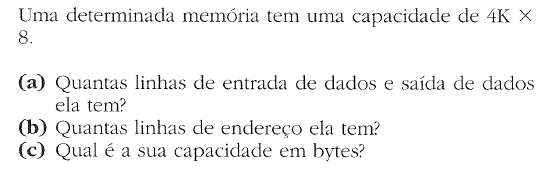 Uma determinada memória tem uma capacidade de 4K ×
8.
(a) Quantas linhas de entrada de dados e saída de dados
ela tem?
(b) Quantas linhas de endereço ela tem?
(c) Qual é a sua capacidade em bytes?